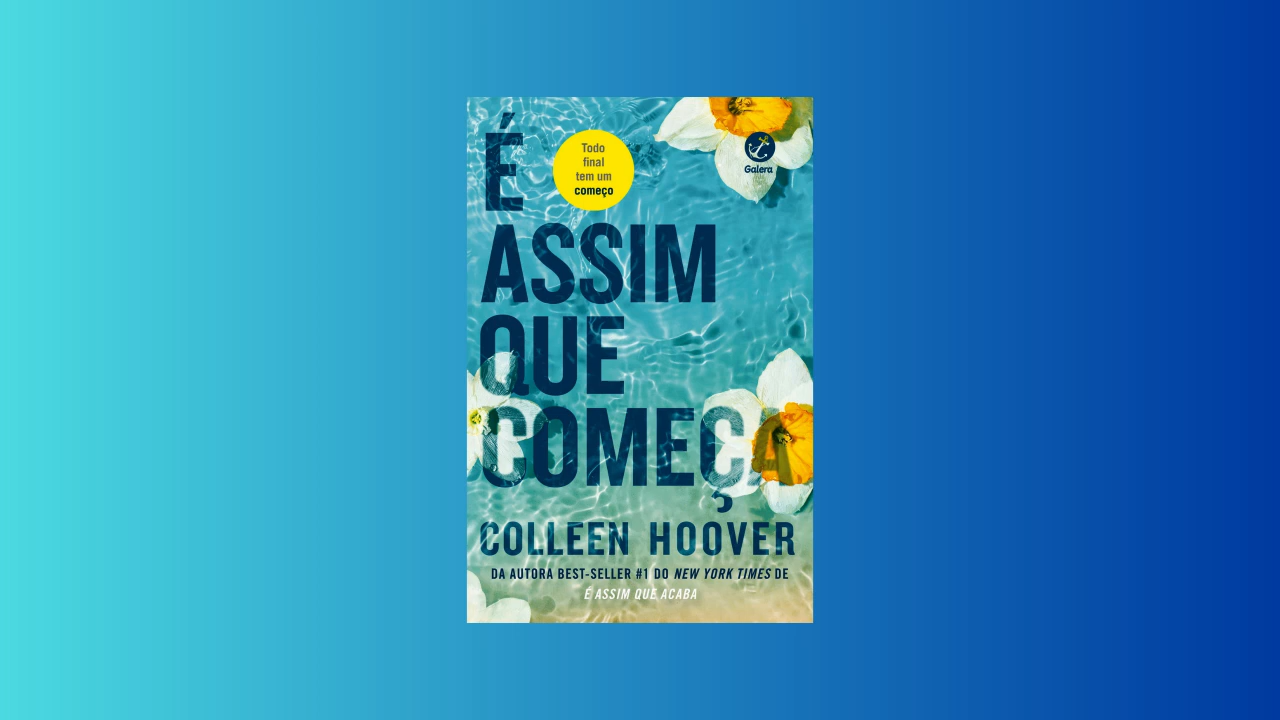 É
Todo
final
tem um
começo
Galera
ASSIM
QUE
COMEÇA
COLLEEN HOOVER
DA AUTORA BEST-SELLER #1 DO NEW YORK TIMES DE
É ASSIM QUE ACABA